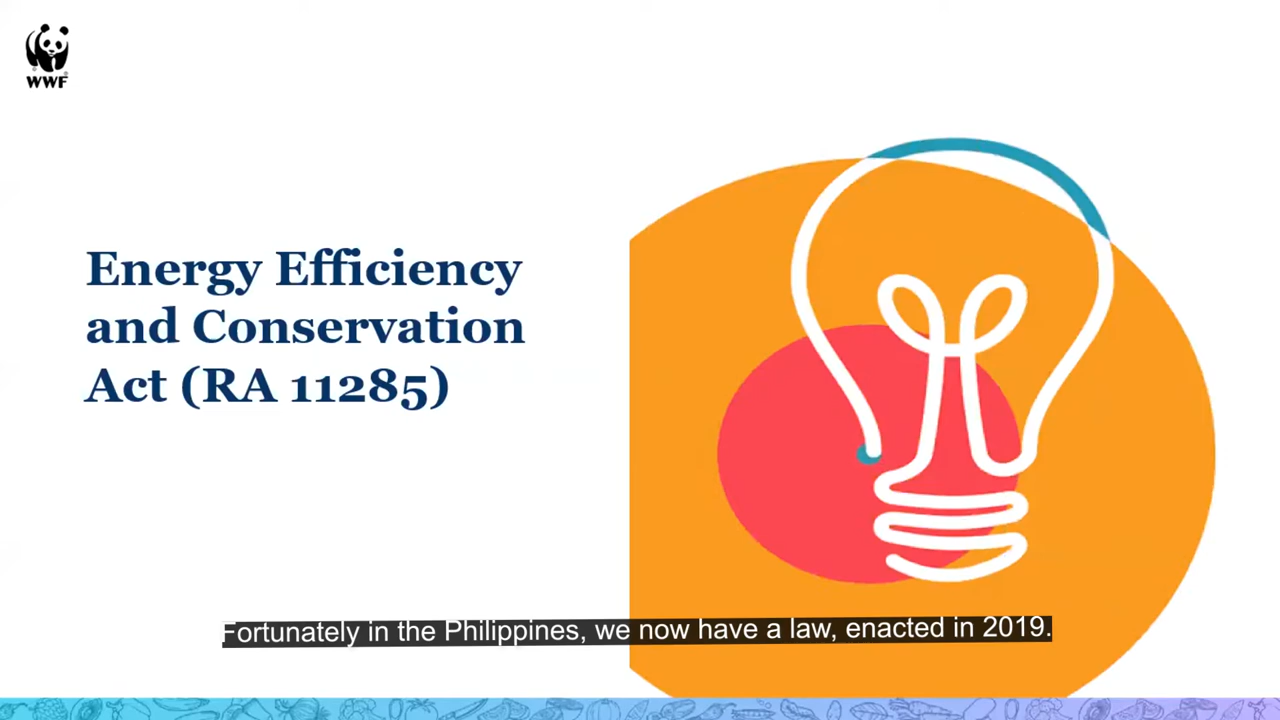 WWF
Energy Efficiency
and Conservation
Act (RA 11285)
Fortunately in the Philippines, we now have a law, enacted in 2019.